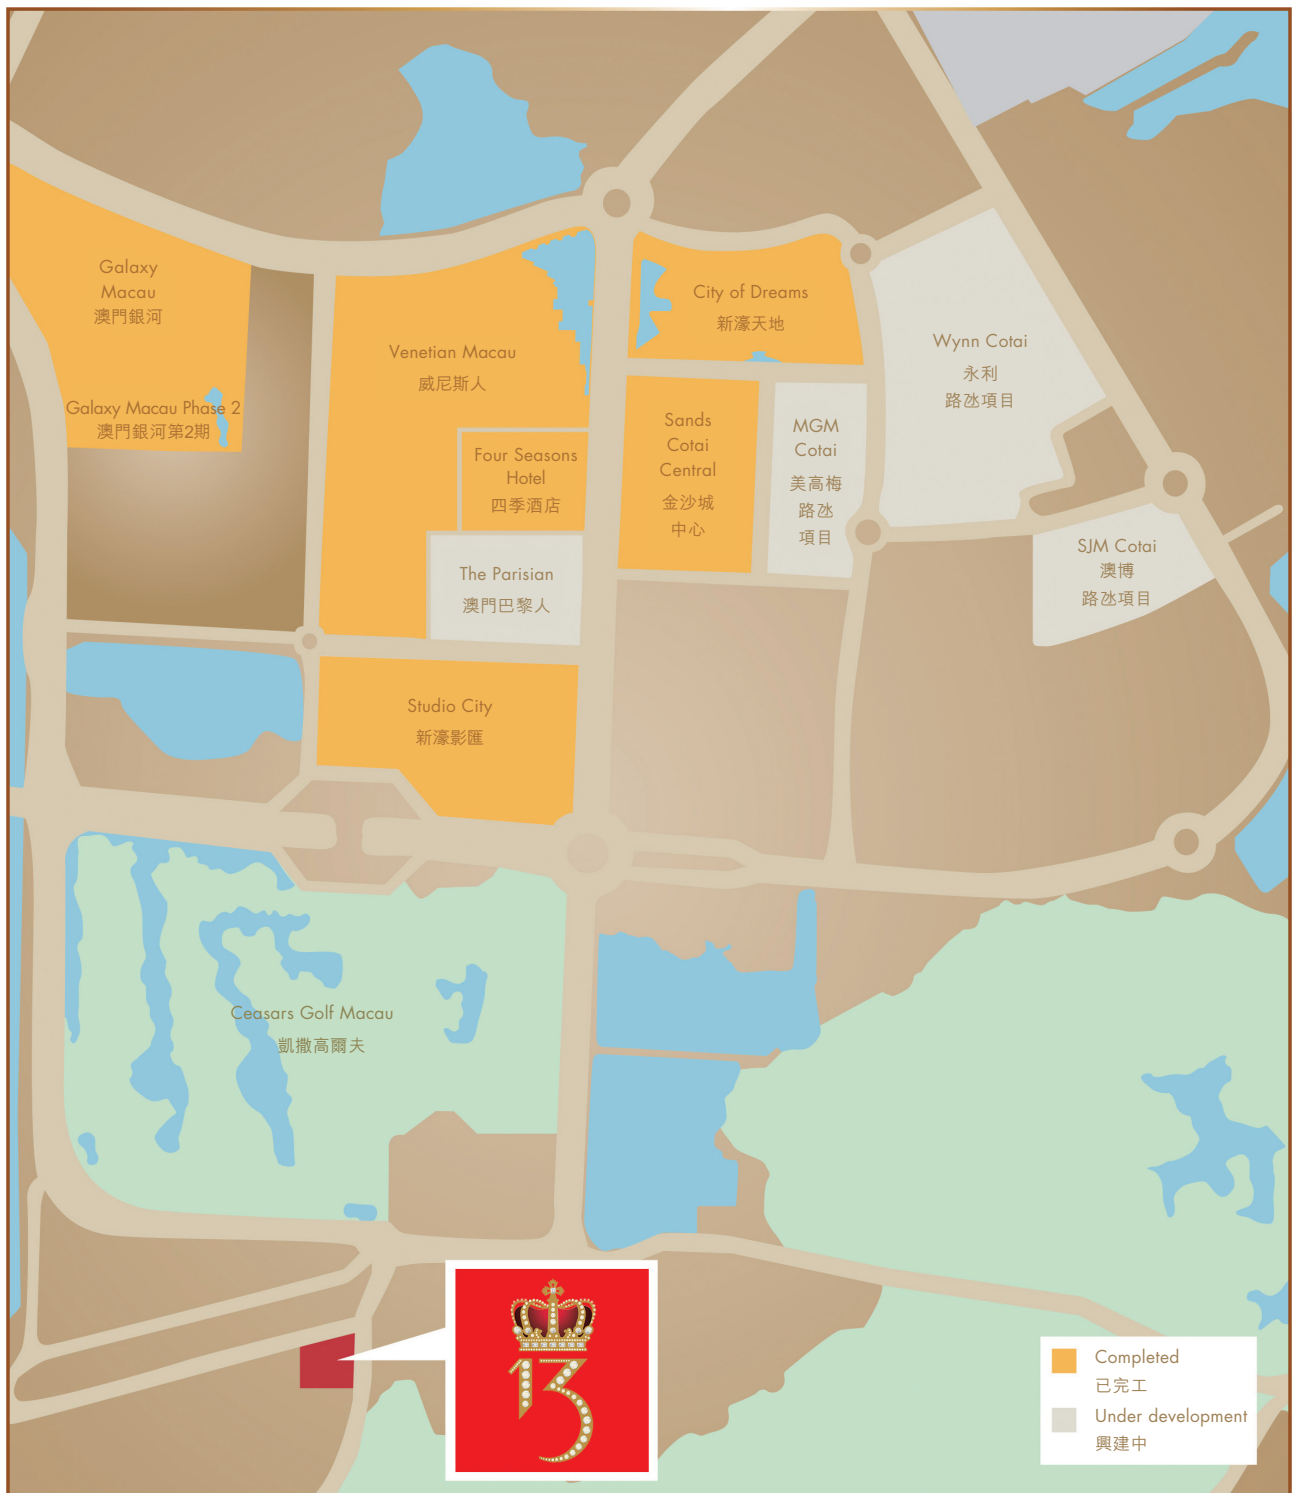 Galaxy
Macau
澳門銀河
Galaxy Macau Phase 2
澳門銀河第2期
Venetian Macau
威尼斯人
Four Seasons
Hotel
四季酒店
The Parisian
澳門巴黎人
Studio City
新濠影匯
City of Dreams
新濠天地
Sands
Cotai
Central
金沙城
中心
MGM
Cotai
美高梅
路氹
項目
Wynn Cotai
永利
路氹項目
SJM Cotai
澳博
路氹項目
Ceasars Golf Macau
凱撒高爾夫
13
Completed
已完工
Under development
興建中